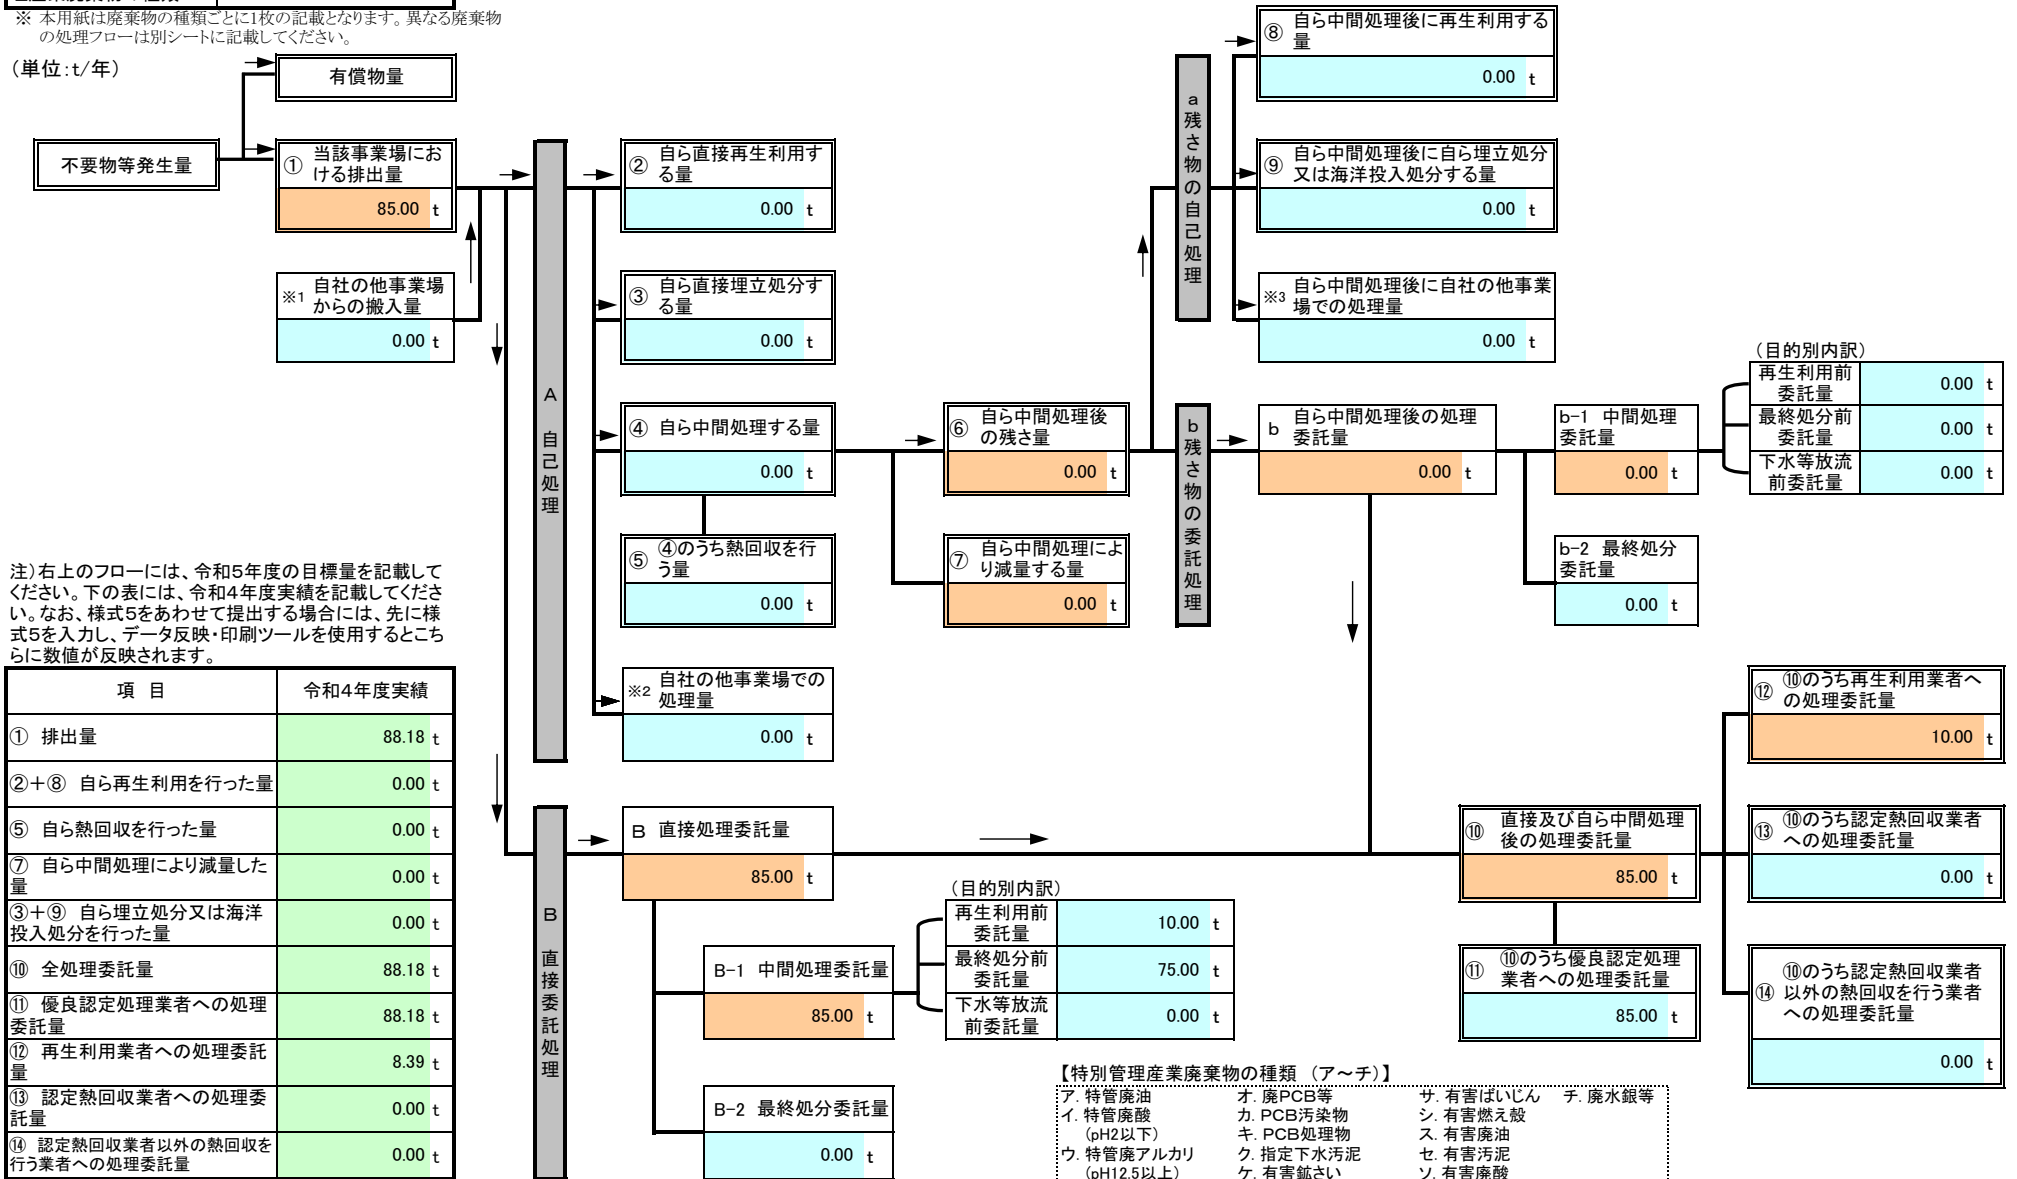 ※ 本用紙は廃棄物の種類ごとに1枚の記載となります。異なる廃棄物
の処理フローは別シートに記載してください。
(単位:t/年)
有償物量
不要物等発生量
① 当該事業場にお
ける排出量
85.00 t
※1 自社の他事業場
からの搬入量
0.00 t
A 自己処理
② 自ら直接再生利用す
る量
0.00 t
③ 自ら直接埋立処分す
る量
0.00 t
④ 自ら中間処理する量
0.00 t
⑤ ④のうち熱回収を行
う量
0.00 t
※2 自社の他事業場での
処理量
0.00 t
⑥ 自ら中間処理後
の残さ量
0.00 t
⑦ 自ら中間処理によ
り減量する量
0.00 t
a 残さ物の自己処理
⑧ 自ら中間処理後に再生利用する
量
0.00 t
⑨ 自ら中間処理後に自ら埋立処分
又は海洋投入処分する量
0.00 t
※3 自ら中間処理後に自社の他事業
場での処理量
0.00 t
b 残さ物の委託処理
b 自ら中間処理後の処理
委託量
0.00 t
b-1 中間処理
委託量
0.00 t
(目的別内訳)
再生利用前
委託量
0.00 t
最終処分前
委託量
0.00 t
下水等放流
前委託量
0.00 t
b-2 最終処分
委託量
0.00 t
注)右上のフローには、令和5年度の目標量を記載して
ください。下の表には、令和4年度実績を記載してくださ
い。なお、様式5をあわせて提出する場合には、先に様
式5を入力し、データ反映・印刷ツールを使用するとこち
らに数値が反映されます。
項 目 令和4年度実績
① 排出量 88.18 t
②+⑧ 自ら再生利用を行った量 0.00 t
⑤ 自ら熱回収を行った量 0.00 t
⑦ 自ら中間処理により減量した
量 0.00 t
③+⑨ 自ら埋立処分又は海洋
投入処分を行った量 0.00 t
⑩ 全処理委託量 88.18 t
⑪ 優良認定処理業者への処理
委託量 88.18 t
⑫ 再生利用業者への処理委託
量 8.39 t
⑬ 認定熱回収業者への処理委
託量 0.00 t
⑭ 認定熱回収業者以外の熱回収を
行う業者への処理委託量 0.00 t
B 直接委託処理
B 直接処理委託量
85.00 t
B-1 中間処理委託量
85.00 t
(目的別内訳)
再生利用前
委託量
10.00 t
最終処分前
委託量
75.00 t
下水等放流
前委託量
0.00 t
B-2 最終処分委託量
0.00 t
⑩ 直接及び自ら中間処理
後の処理委託量
85.00 t
⑪ ⑩のうち優良認定処理
業者への処理委託量
85.00 t
⑫ ⑩のうち再生利用業者へ
の処理委託量
10.00 t
⑬ ⑩のうち認定熱回収業者
への処理委託量
0.00 t
⑭ ⑩のうち認定熱回収業者
以外の熱回収を行う業者
への処理委託量
0.00 t
【特別管理産業廃棄物の種類 (ア~チ)】
ア. 特管廃油 オ. 廃PCB等 サ. 有害ばいじん チ. 廃水銀等
イ. 特管廃酸 カ. PCB汚染物 シ. 有害燃え殻
(pH2以下) キ. PCB処理物 ス. 有害廃油
ウ. 特管廃アルカリ ク. 指定下水汚泥 セ. 有害汚泥
(pH12.5以上) ケ. 有害鉱さい ソ. 有害廃酸